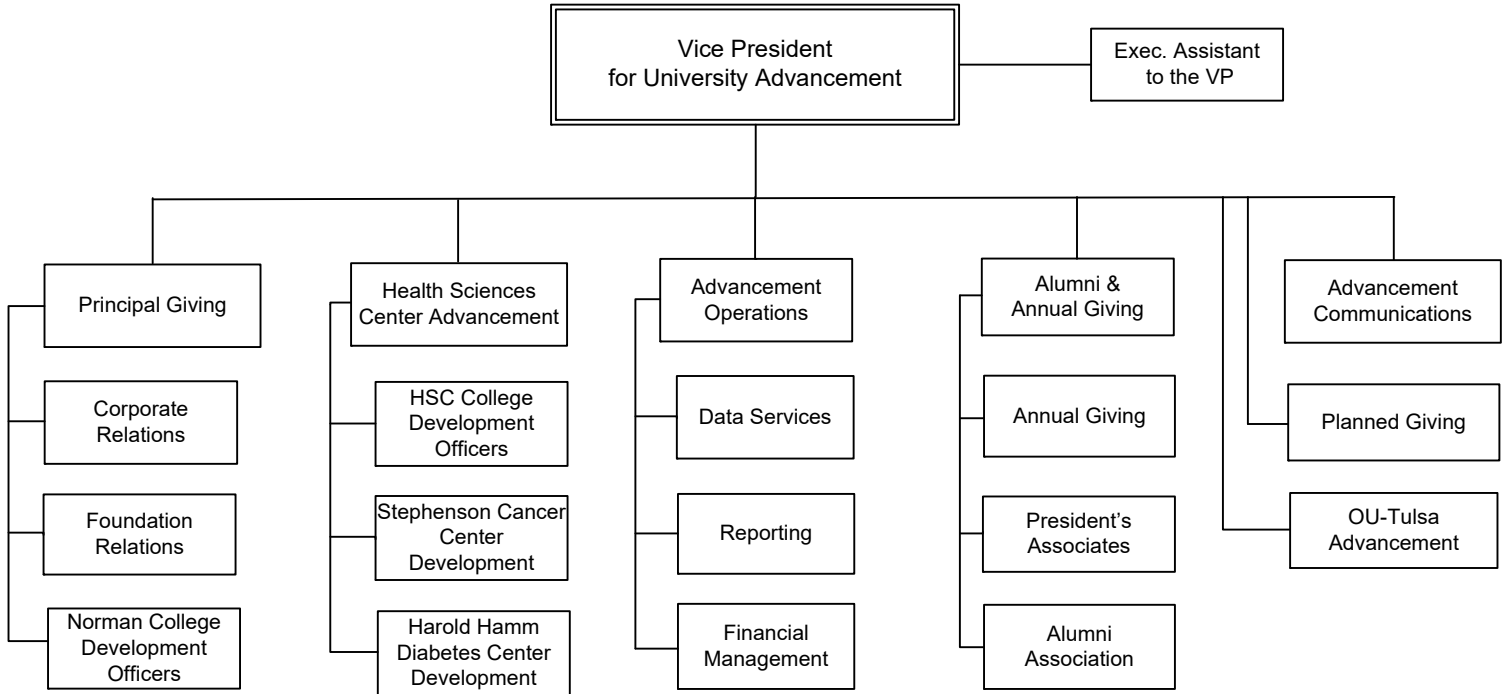 Vice President
for University Advancement
Exec. Assistant
to the VP
Principal Giving
Corporate
Relations
Foundation
Relations
Norman College
Development
Officers
Health Sciences
Center Advancement
HSC College
Development
Officers
Stephenson Cancer
Center
Development
Harold Hamm
Diabetes Center
Development
Advancement
Operations
Data Services
Reporting
Financial
Management
Alumni &
Annual Giving
Annual Giving
President’s
Associates
Alumni
Association
Advancement
Communications
Planned Giving
OU-Tulsa
Advancement